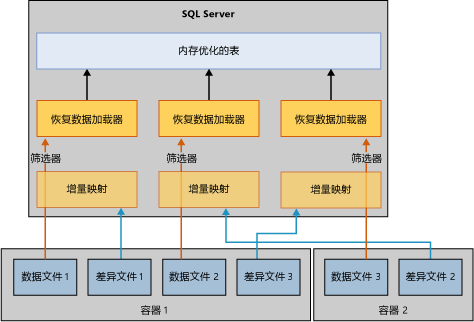 SQL Server
内存优化的表
恢复数据加载器
恢复数据加载器
恢复数据加载器
筛选器
筛选器
筛选器
增量映射
增量映射
增量映射
数据文件 1
差异文件 1
数据文件 2
差异文件 3
数据文件 3
差异文件 2
容器 1
容器 2